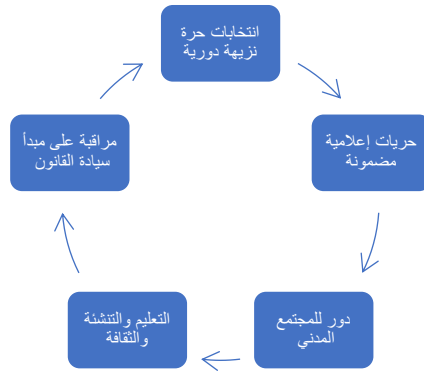 انتخابات حرة
نزيهة دورية
حريات إعلامية
مضمونة
دور للمجتمع
المدني
التعليم والتنشئة
والثقافة
مراقبة على مبدأ
سيادة القانون